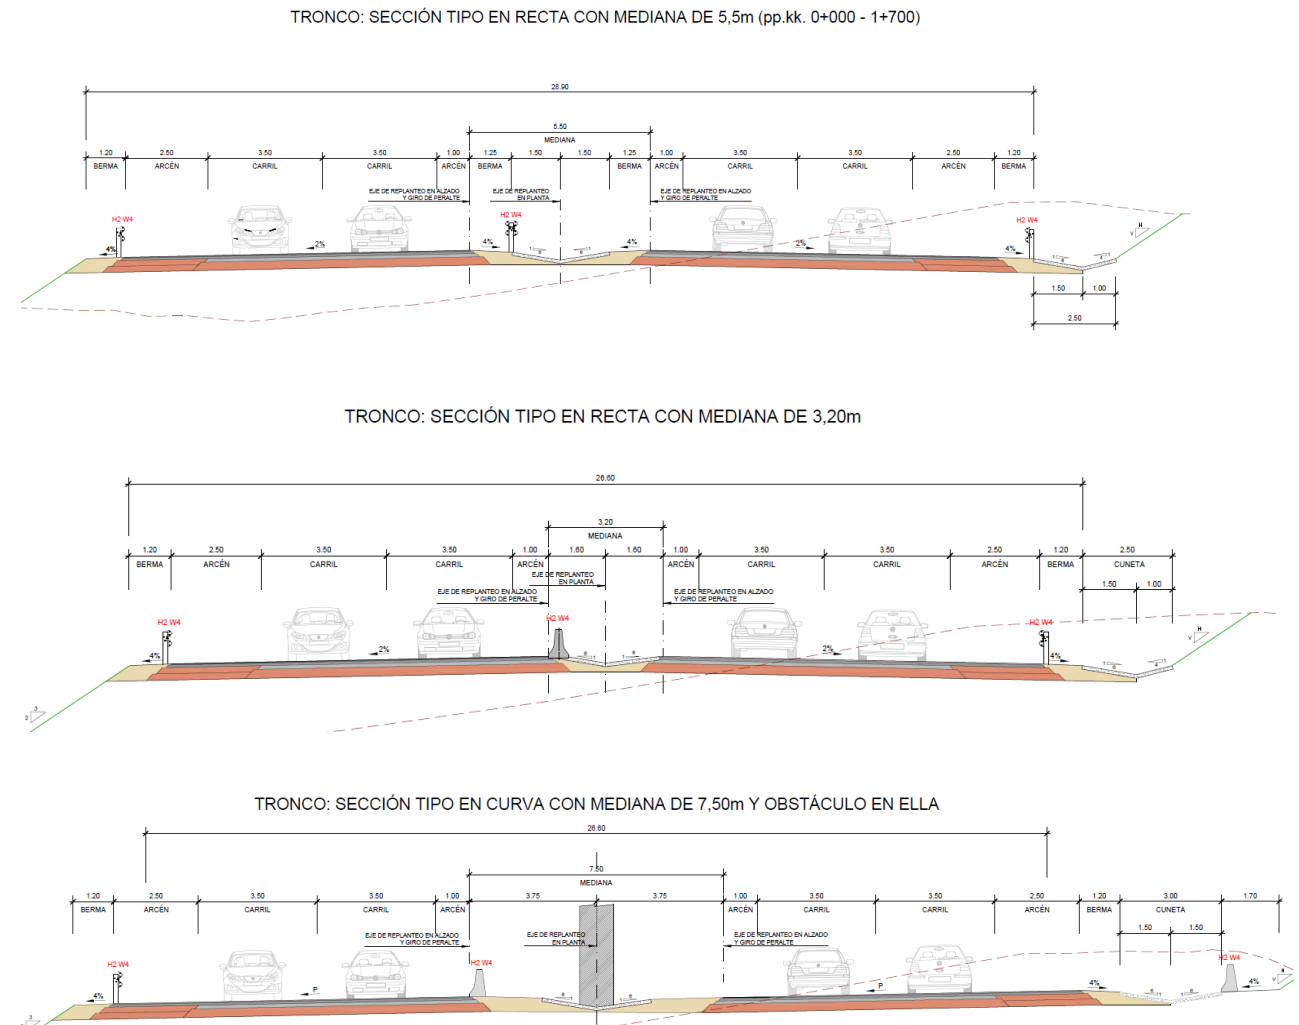 TRONCO: SECCIÓN TIPO EN RECTA CON MEDIANA DE 5,5m (pp.kk. 0+000 - 1+700)
28.90
5.50
MEDIANA
1.20 2.50 3.50 3.50 1.00 1.25 1.50 1.50 1.25 1.00 3.50 3.50 2.50 1.20
BERMA ARCÉN CARRIL CARRIL ARCÉN BERMA BERMA ARCÉN CARRIL CARRIL ARCÉN BERMA
EJE DE REPLANTEO EN ALZADO EJE DE REPLANTEO EJE DE REPLANTEO EN ALZADO
Y GIRO DE PERALTE EN PLANTA Y GIRO DE PERALTE
H2 W4 H2 W4 H2 W4
4% 2% 4% 4% 2% 4%
1.50 1.00
2.50
TRONCO: SECCIÓN TIPO EN RECTA CON MEDIANA DE 3,20m
26.60
3.20
MEDIANA
1.20 2.50 3.50 3.50 1.00 1.60 1.60 1.00 3.50 3.50 2.50 1.20 2.50
BERMA ARCÉN CARRIL CARRIL ARCÉN ARCÉN CARRIL CARRIL ARCÉN BERMA CUNETA
EJE DE REPLANTEO
EN PLANTA
1.50 1.00
EJE DE REPLANTEO EN ALZADO EJE DE REPLANTEO EN ALZADO
Y GIRO DE PERALTE Y GIRO DE PERALTE
H2 W4 H2 W4 H2 W4
4% 2% 2% 4%
TRONCO: SECCIÓN TIPO EN CURVA CON MEDIANA DE 7,50m Y OBSTÁCULO EN ELLA
26.60
7.50
MEDIANA
1.20 2.50 3.50 3.50 1.00 3.75 3.75 1.00 3.50 3.50 2.50 1.20 3.00 1.70
BERMA ARCÉN CARRIL CARRIL ARCÉN ARCÉN CARRIL CARRIL ARCÉN BERMA CUNETA
1.50 1.50
EJE DE REPLANTEO EN ALZADO EJE DE REPLANTEO EJE DE REPLANTEO EN ALZADO
Y GIRO DE PERALTE EN PLANTA Y GIRO DE PERALTE
H2 W4 H2 W4 H2 W4
4% P P 4% 4%